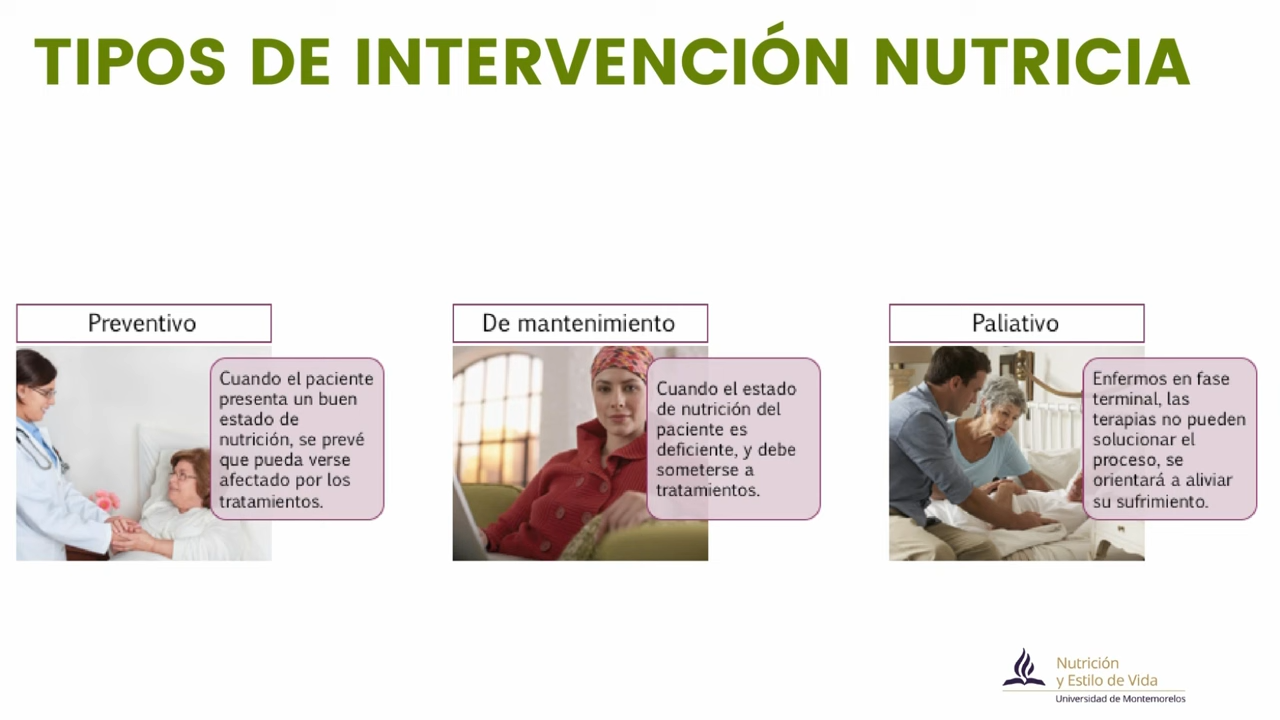 TIPOS DE INTERVENCIÓN NUTRICIA
Preventivo
Cuando el paciente
presenta un buen
estado de
nutrición, se prevé
que pueda verse
afectado por los
tratamientos.
De mantenimiento
Cuando el estado
de nutrición del
paciente es
deficiente, y debe
someterse a
tratamientos.
Paliativo
Enfermos en fase
terminal, las
terapias no pueden
solucionar el
proceso, se
orientará a aliviar
su sufrimiento.
Nutrición
y Estilo de Vida
Universidad de Montemorelos